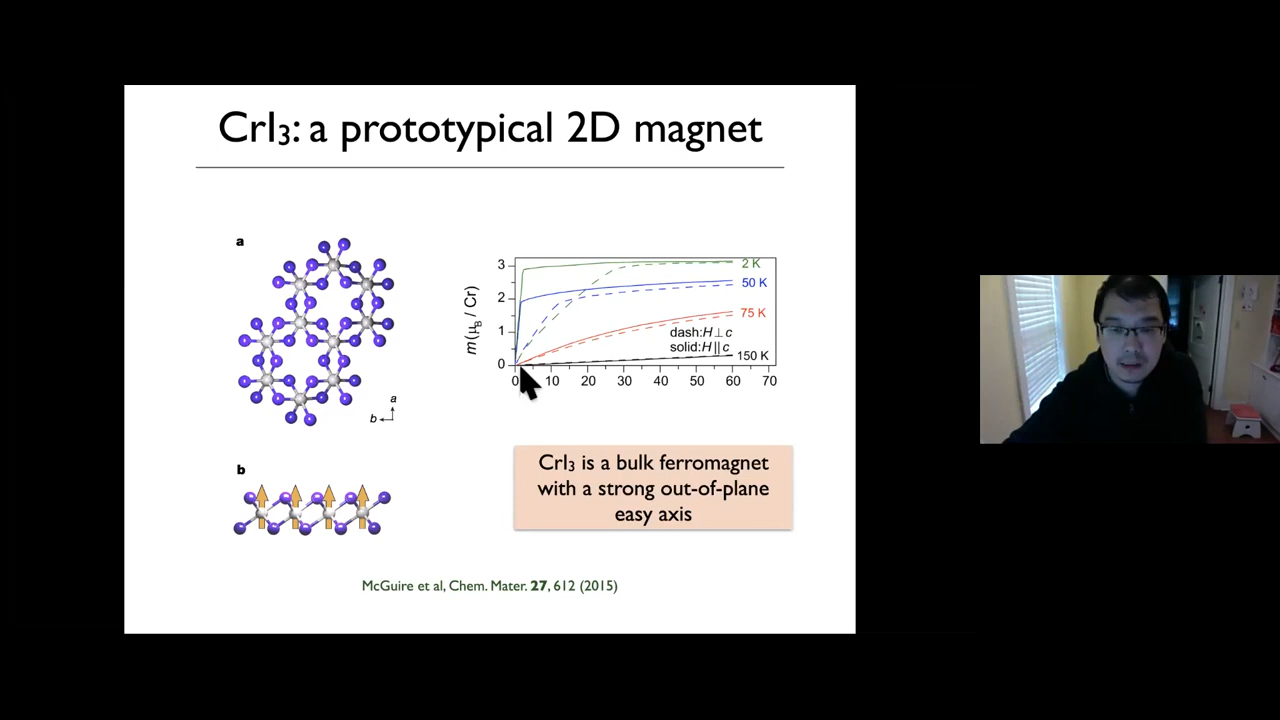 CrI₃: a prototypical 2D magnet
a
a
b
b
m(μB / Cr)
3
2
1
0
2 K
50 K
75 K
dash:H⊥c
solid:H||c
150 K
0 10 20 30 40 50 60 70
CrI₃ is a bulk ferromagnet
with a strong out-of-plane
easy axis
McGuire et al, Chem. Mater. 27, 612 (2015)